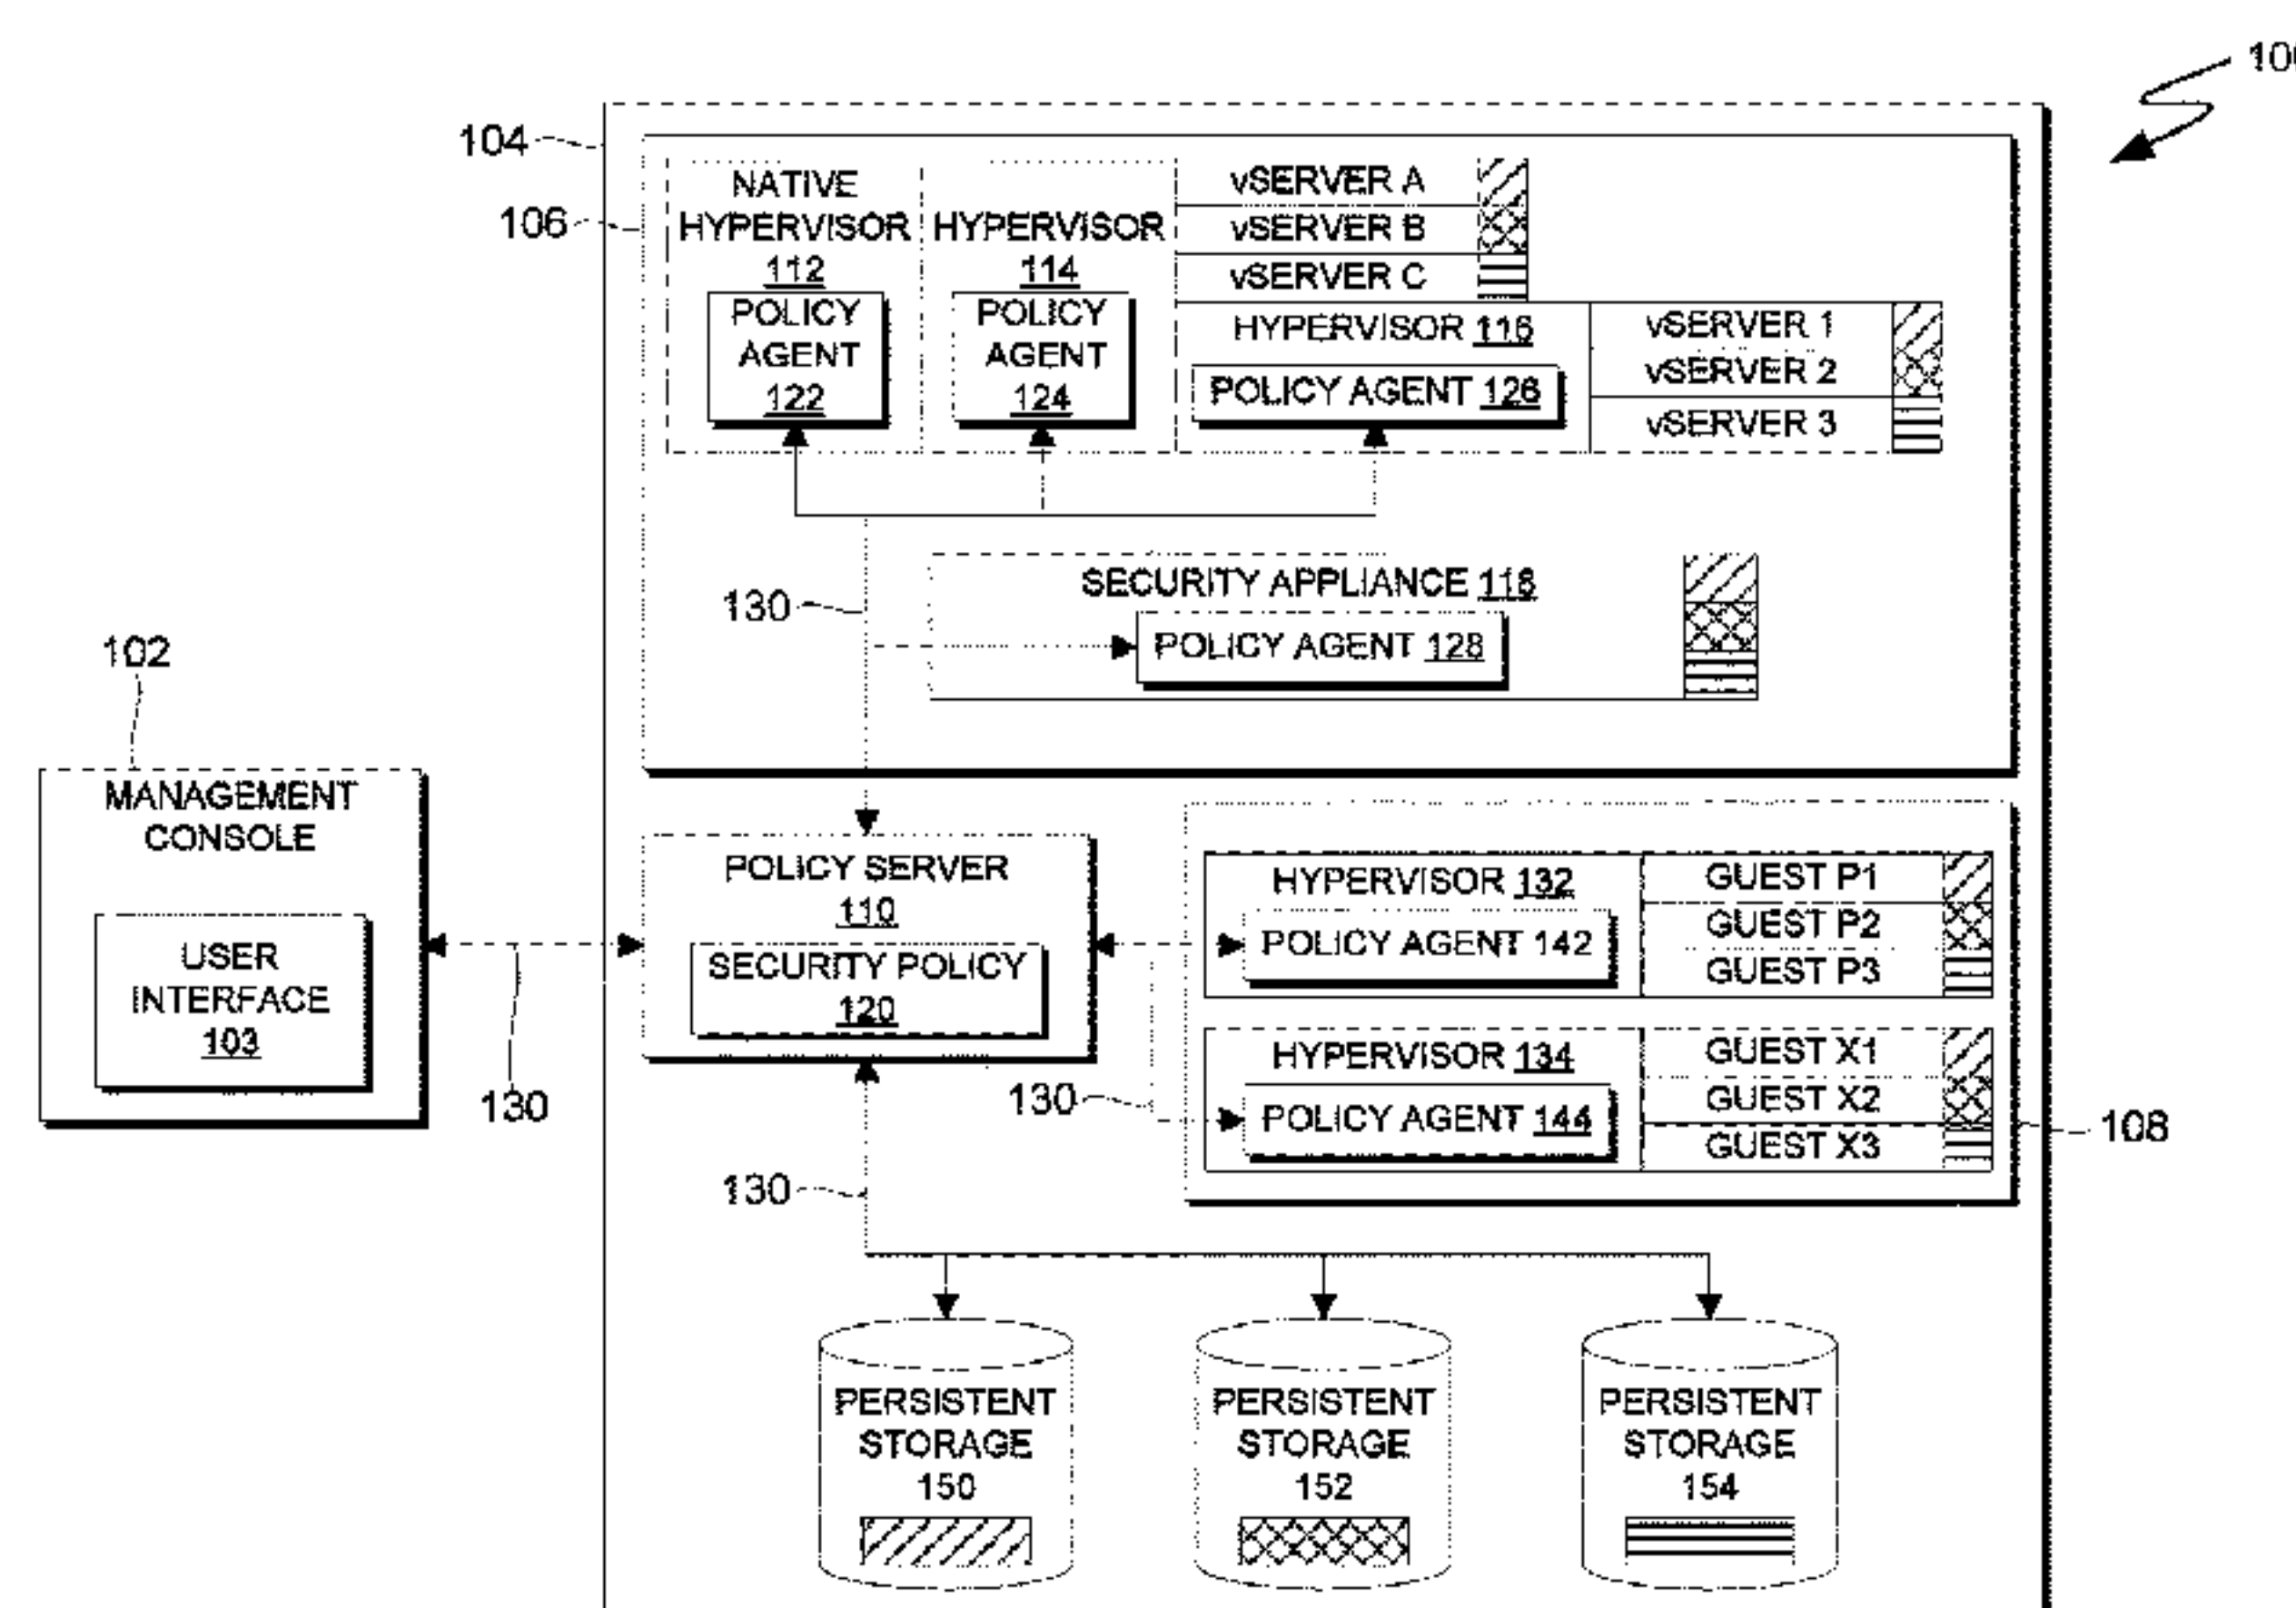 10
104
106
NATIVE
HYPERVISOR
112
POLICY
AGENT
122
HYPERVISOR
114
POLICY
AGENT
124
vSERVER A
vSERVER B
vSERVER C
HYPERVISOR 116
POLICY AGENT 126
vSERVER 1
vSERVER 2
vSERVER 3
130
SECURITY APPLIANCE 118
POLICY AGENT 128
102
MANAGEMENT
CONSOLE
USER
INTERFACE
103
130
POLICY SERVER
110
SECURITY POLICY
120
HYPERVISOR 132
POLICY AGENT 142
GUEST P1
GUEST P2
GUEST P3
130
HYPERVISOR 134
POLICY AGENT 144
GUEST X1
GUEST X2
GUEST X3
108
130
PERSISTENT
STORAGE
150
PERSISTENT
STORAGE
152
PERSISTENT
STORAGE
154